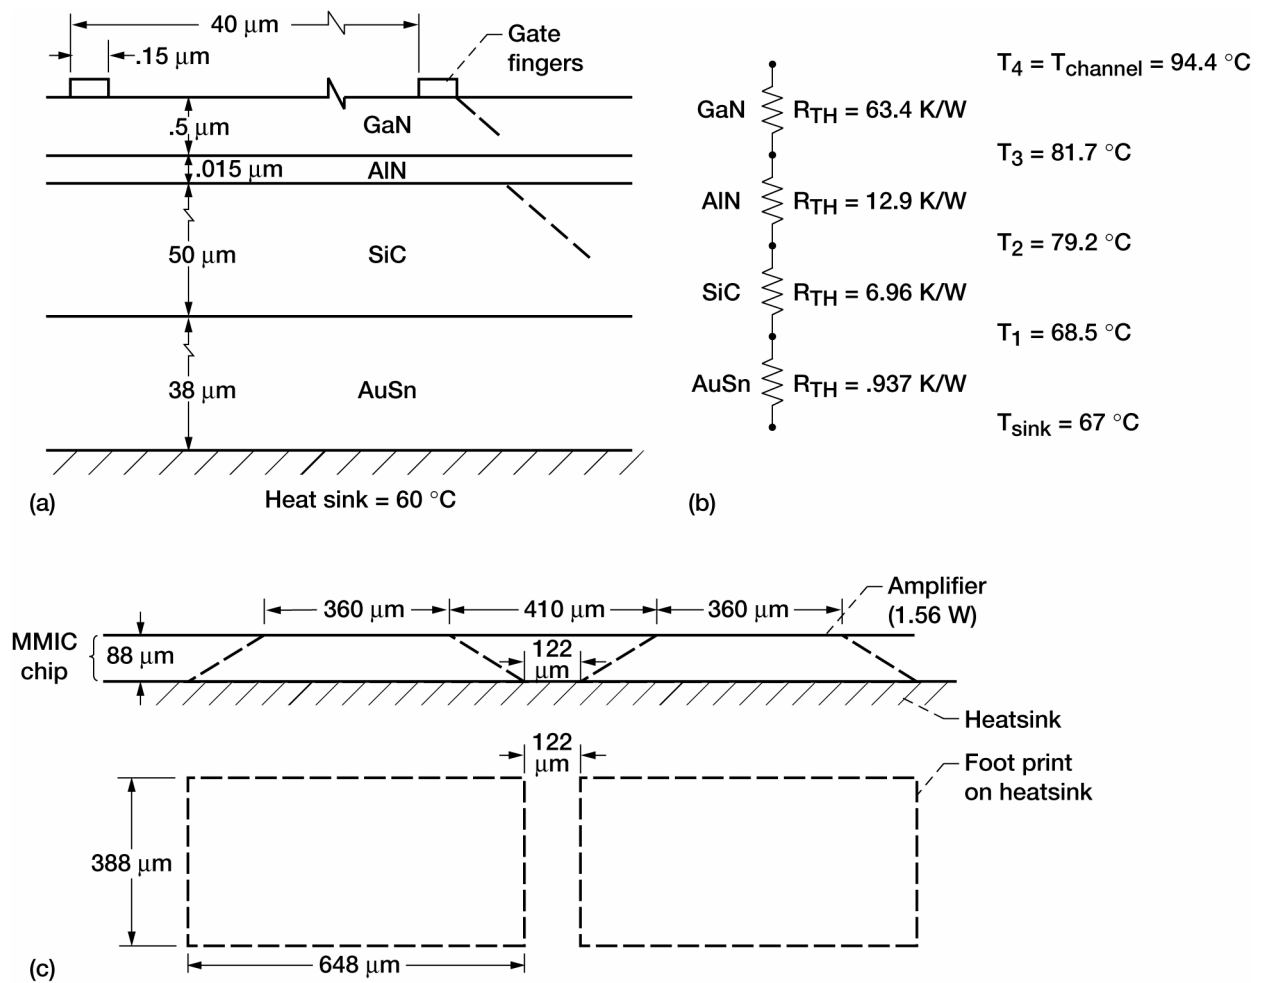 40 μm
.15 μm
Gate
fingers
.5 μm
GaN
.015 μm
AlN
50 μm
SiC
38 μm
AuSn
(a)
Heat sink = 60 °C
T4 = Tchannel = 94.4 °C
GaN
RTH = 63.4 K/W
T3 = 81.7 °C
AlN
RTH = 12.9 K/W
T2 = 79.2 °C
SiC
RTH = 6.96 K/W
T1 = 68.5 °C
AuSn
RTH = .937 K/W
Tsink = 67 °C
(b)
360 μm
410 μm
360 μm
Amplifier
(1.56 W)
MMIC
chip
88 μm
122
μm
Heatsink
122
μm
Foot print
on heatsink
388 μm
648 μm
(c)